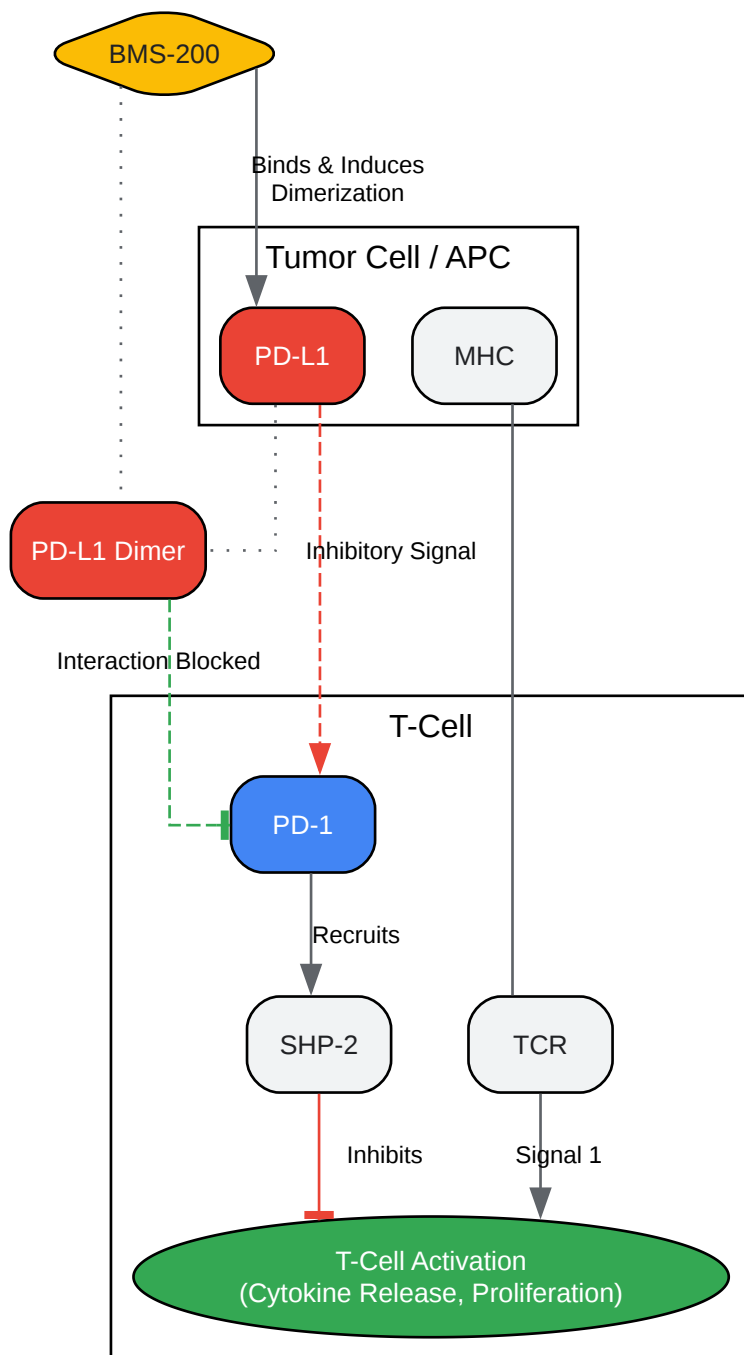 BMS-200
Binds & Induces
Dimerization
Tumor Cell / APC
PD-L1
MHC
PD-L1 Dimer
Inhibitory Signal
Interaction Blocked
T-Cell
PD-1
Recruits
SHP-2
TCR
Inhibits
Signal 1
T-Cell Activation
(Cytokine Release, Proliferation)